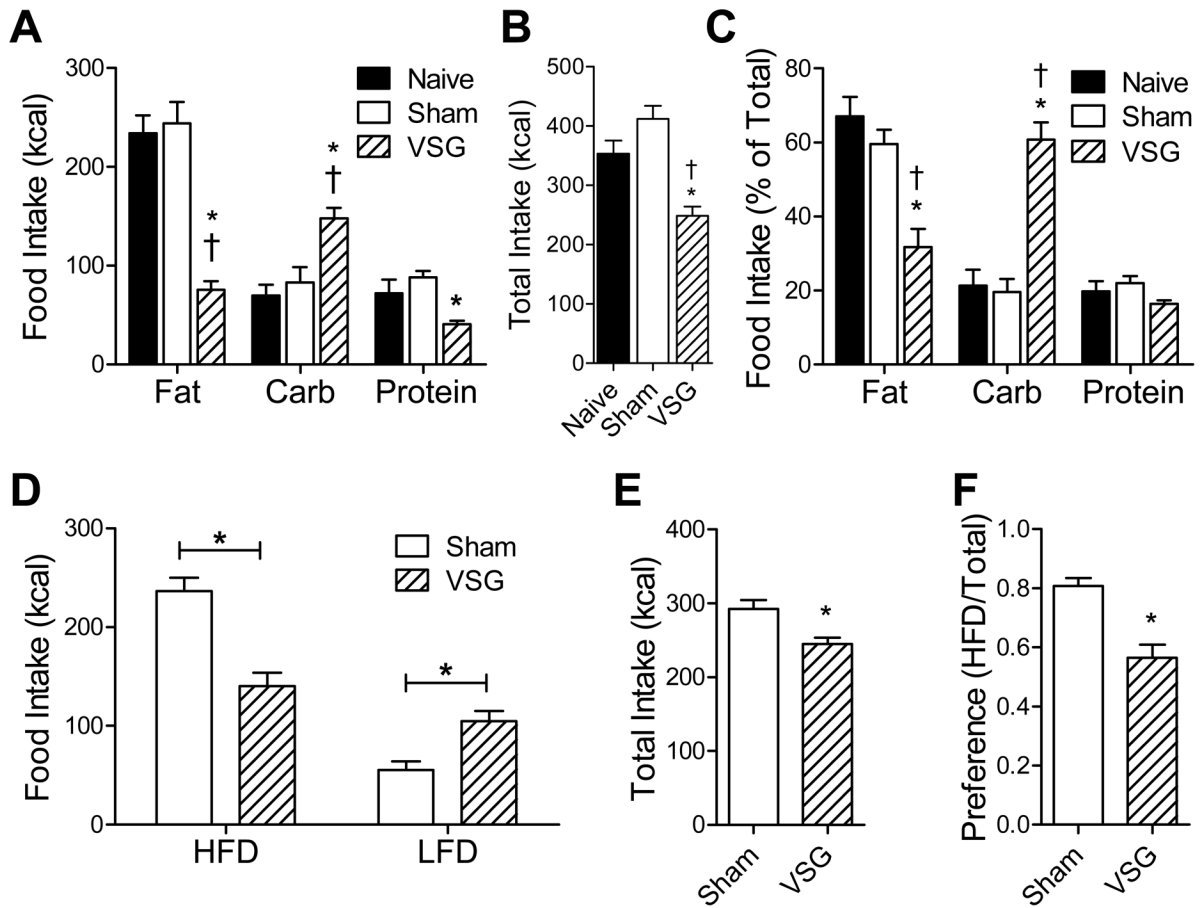 A
Food Intake (kcal)
300
200
100
0
Naive
Sham
VSG
*
†
*
†
*
Fat Carb Protein
B
Total Intake (kcal)
500
400
300
200
100
0
†
*
Naive
Sham
VSG
C
Food Intake (% of Total)
80
60
40
20
0
Naive
Sham
VSG
†
*
†
*
Fat Carb Protein
D
Food Intake (kcal)
300
200
100
0
Sham
VSG
*
*
HFD LFD
E
Total Intake (kcal)
400
300
200
100
0
*
Sham
VSG
F
Preference (HFD/Total)
1.0
0.8
0.6
0.4
0.2
0.0
*
Sham
VSG